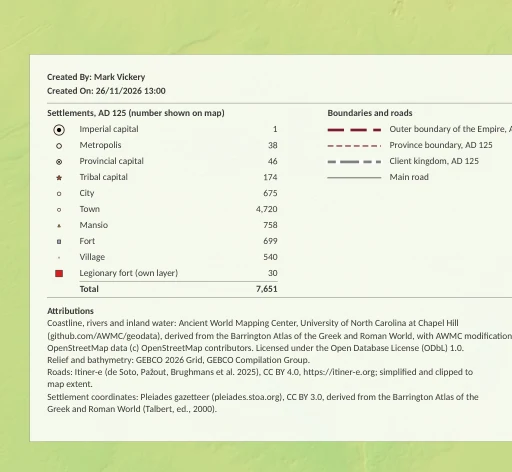 Created By: Mark Vickery
Created On: 26/11/2026 13:00
Settlements, AD 125 (number shown on map)
Imperial capital 1
Metropolis 38
Provincial capital 46
Tribal capital 174
City 675
Town 4,720
Mansio 758
Fort 699
Village 540
Legionary fort (own layer) 30
Total 7,651
Boundaries and roads
Outer boundary of the Empire, A
Province boundary, AD 125
Client kingdom, AD 125
Main road
Attributions
Coastline, rivers and inland water: Ancient World Mapping Center, University of North Carolina at Chapel Hill
(github.com/AWMC/geodata), derived from the Barrington Atlas of the Greek and Roman World, with AWMC modification
OpenStreetMap data (c) OpenStreetMap contributors. Licensed under the Open Database License (ODbL) 1.0.
Relief and bathymetry: GEBCO 2026 Grid, GEBCO Compilation Group.
Roads: Itiner-e (de Soto, Pažout, Brughmans et al. 2025), CC BY 4.0, https://itiner-e.org; simplified and clipped to
map extent.
Settlement coordinates: Pleiades gazetteer (pleiades.stoa.org), CC BY 3.0, derived from the Barrington Atlas of the
Greek and Roman World (Talbert, ed., 2000).